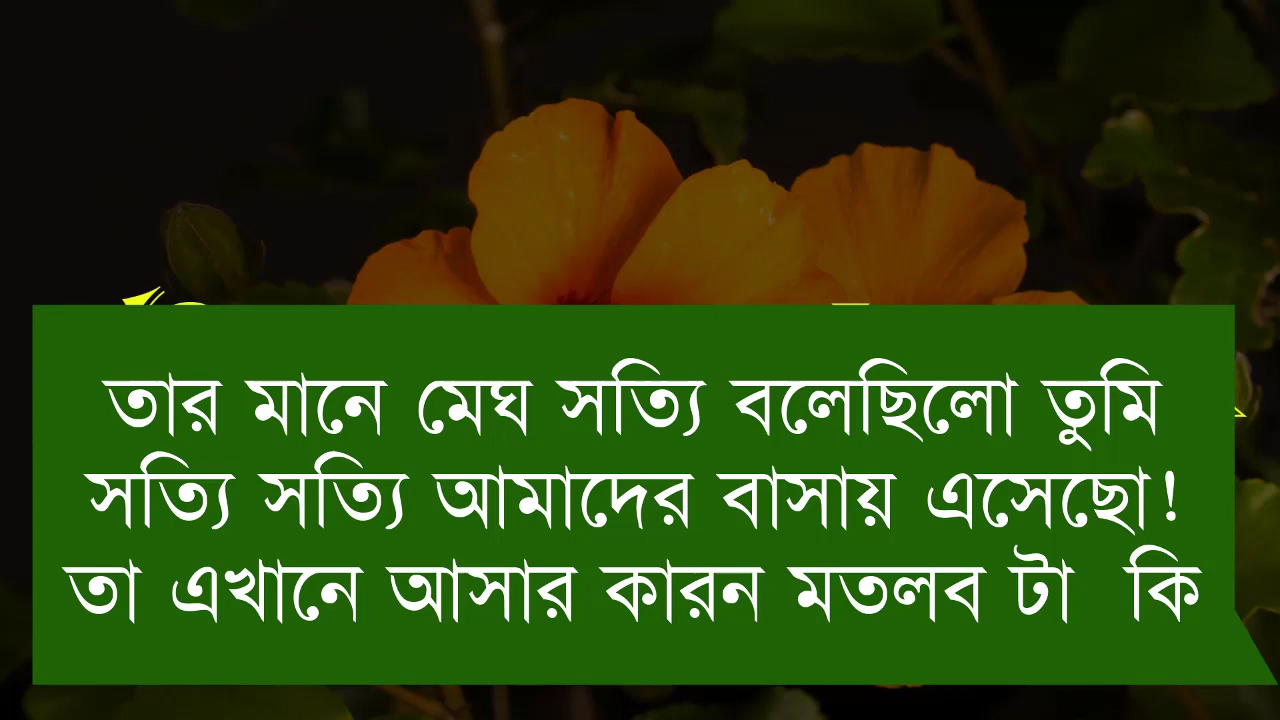 তার মানে মেঘ সত্যি বলেছিলো তুমি
সত্যি সত্যি আমাদের বাসায় এসেছো!
তা এখানে আসার কারন মতলব টা  কি